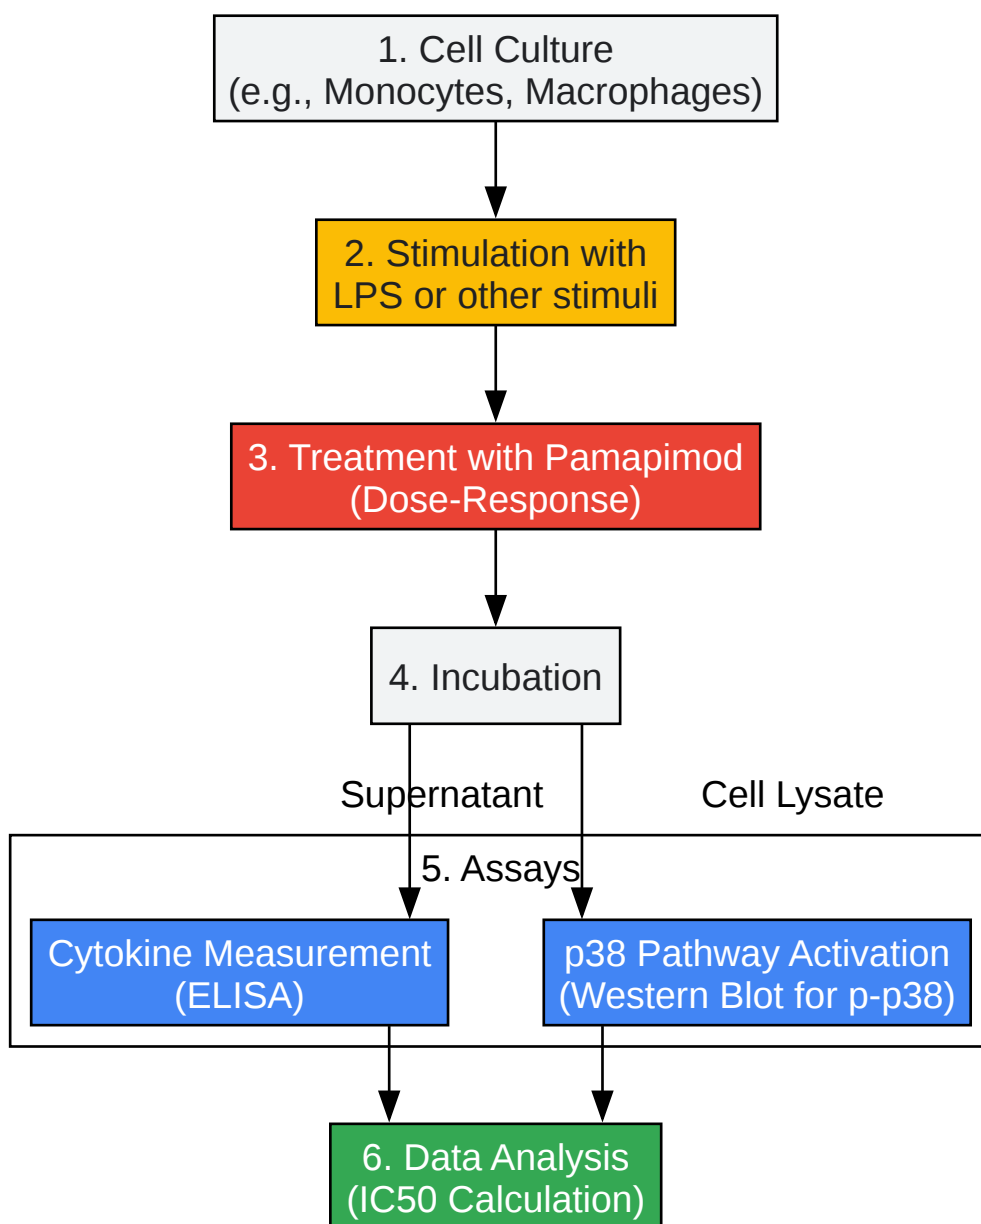 1. Cell Culture
(e.g., Monocytes, Macrophages)
2. Stimulation with
LPS or other stimuli
3. Treatment with Pamapimod
(Dose-Response)
4. Incubation
Supernatant
Cell Lysate
5. Assays
Cytokine Measurement
(ELISA)
p38 Pathway Activation
(Western Blot for p-p38)
6. Data Analysis
(IC50 Calculation)